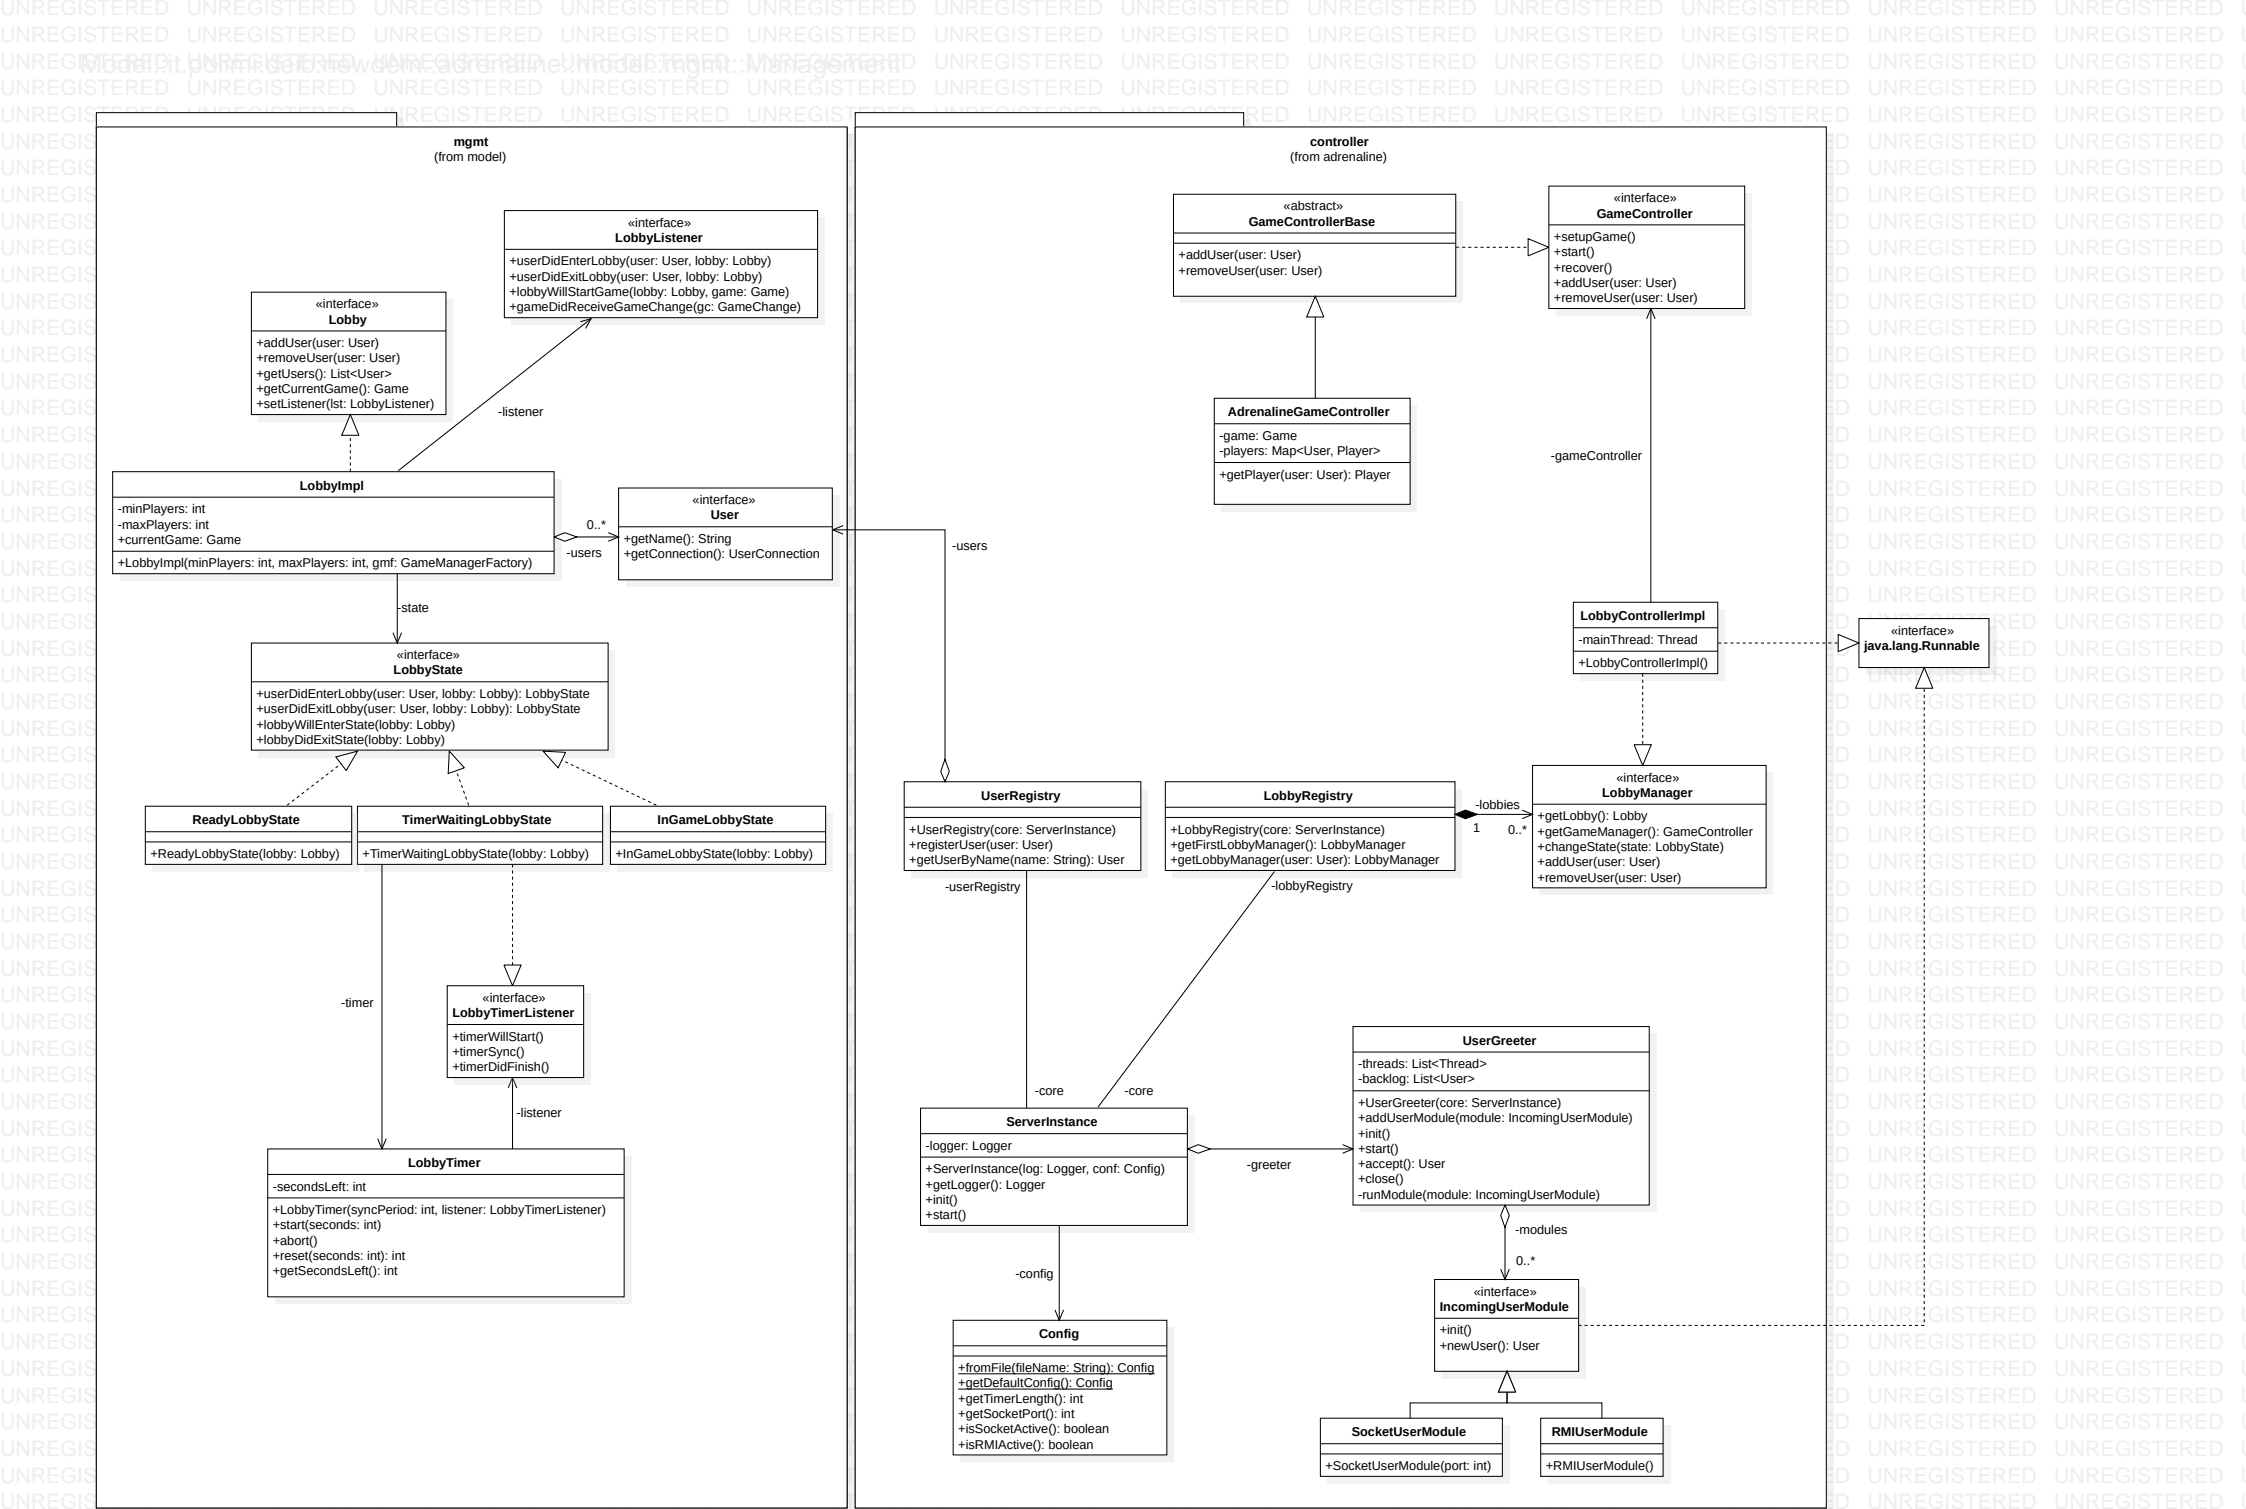 Model::it.polimi.deib.newdem.adrenaline::model::mgmt::Management
mgmt
(from model)
«interface»
LobbyListener
+userDidEnterLobby(user: User, lobby: Lobby)
+userDidExitLobby(user: User, lobby: Lobby)
+lobbyWillStartGame(lobby: Lobby, game: Game)
+gameDidReceiveGameChange(gc: GameChange)
«interface»
Lobby
+addUser(user: User)
+removeUser(user: User)
+getUsers(): List<User>
+getCurrentGame(): Game
+setListener(lst: LobbyListener)
-listener
LobbyImpl
-minPlayers: int
-maxPlayers: int
+currentGame: Game
+LobbyImpl(minPlayers: int, maxPlayers: int, gmf: GameManagerFactory)
0..*
-users
«interface»
User
+getName(): String
+getConnection(): UserConnection
-state
«interface»
LobbyState
+userDidEnterLobby(user: User, lobby: Lobby): LobbyState
+userDidExitLobby(user: User, lobby: Lobby): LobbyState
+lobbyWillEnterState(lobby: Lobby)
+lobbyDidExitState(lobby: Lobby)
ReadyLobbyState
+ReadyLobbyState(lobby: Lobby)
TimerWaitingLobbyState
+TimerWaitingLobbyState(lobby: Lobby)
InGameLobbyState
+InGameLobbyState(lobby: Lobby)
-timer
«interface»
LobbyTimerListener
+timerWillStart()
+timerSync()
+timerDidFinish()
-listener
LobbyTimer
-secondsLeft: int
+LobbyTimer(syncPeriod: int, listener: LobbyTimerListener)
+start(seconds: int)
+abort()
+reset(seconds: int): int
+getSecondsLeft(): int
controller
(from adrenaline)
«abstract»
GameControllerBase
+addUser(user: User)
+removeUser(user: User)
«interface»
GameController
+setupGame()
+start()
+recover()
+addUser(user: User)
+removeUser(user: User)
AdrenalineGameController
-game: Game
-players: Map<User, Player>
+getPlayer(user: User): Player
-gameController
-users
LobbyControllerImpl
-mainThread: Thread
+LobbyControllerImpl()
«interface»
java.lang.Runnable
UserRegistry
+UserRegistry(core: ServerInstance)
+registerUser(user: User)
+getUserByName(name: String): User
LobbyRegistry
+LobbyRegistry(core: ServerInstance)
+getFirstLobbyManager(): LobbyManager
+getLobbyManager(user: User): LobbyManager
-lobbies
1
0..*
«interface»
LobbyManager
+getLobby(): Lobby
+getGameManager(): GameController
+changeState(state: LobbyState)
+addUser(user: User)
+removeUser(user: User)
-userRegistry
-lobbyRegistry
-core
-core
ServerInstance
-logger: Logger
+ServerInstance(log: Logger, conf: Config)
+getLogger(): Logger
+init()
+start()
-greeter
UserGreeter
-threads: List<Thread>
-backlog: List<User>
+UserGreeter(core: ServerInstance)
+addUserModule(module: IncomingUserModule)
+init()
+start()
+accept(): User
+close()
-runModule(module: IncomingUserModule)
-modules
0..*
-config
Config
+fromFile(fileName: String): Config
+getDefaultConfig(): Config
+getTimerLength(): int
+getSocketPort(): int
+isSocketActive(): boolean
+isRMIActive(): boolean
«interface»
IncomingUserModule
+init()
+newUser(): User
SocketUserModule
+SocketUserModule(port: int)
RMIUserModule
+RMIUserModule()